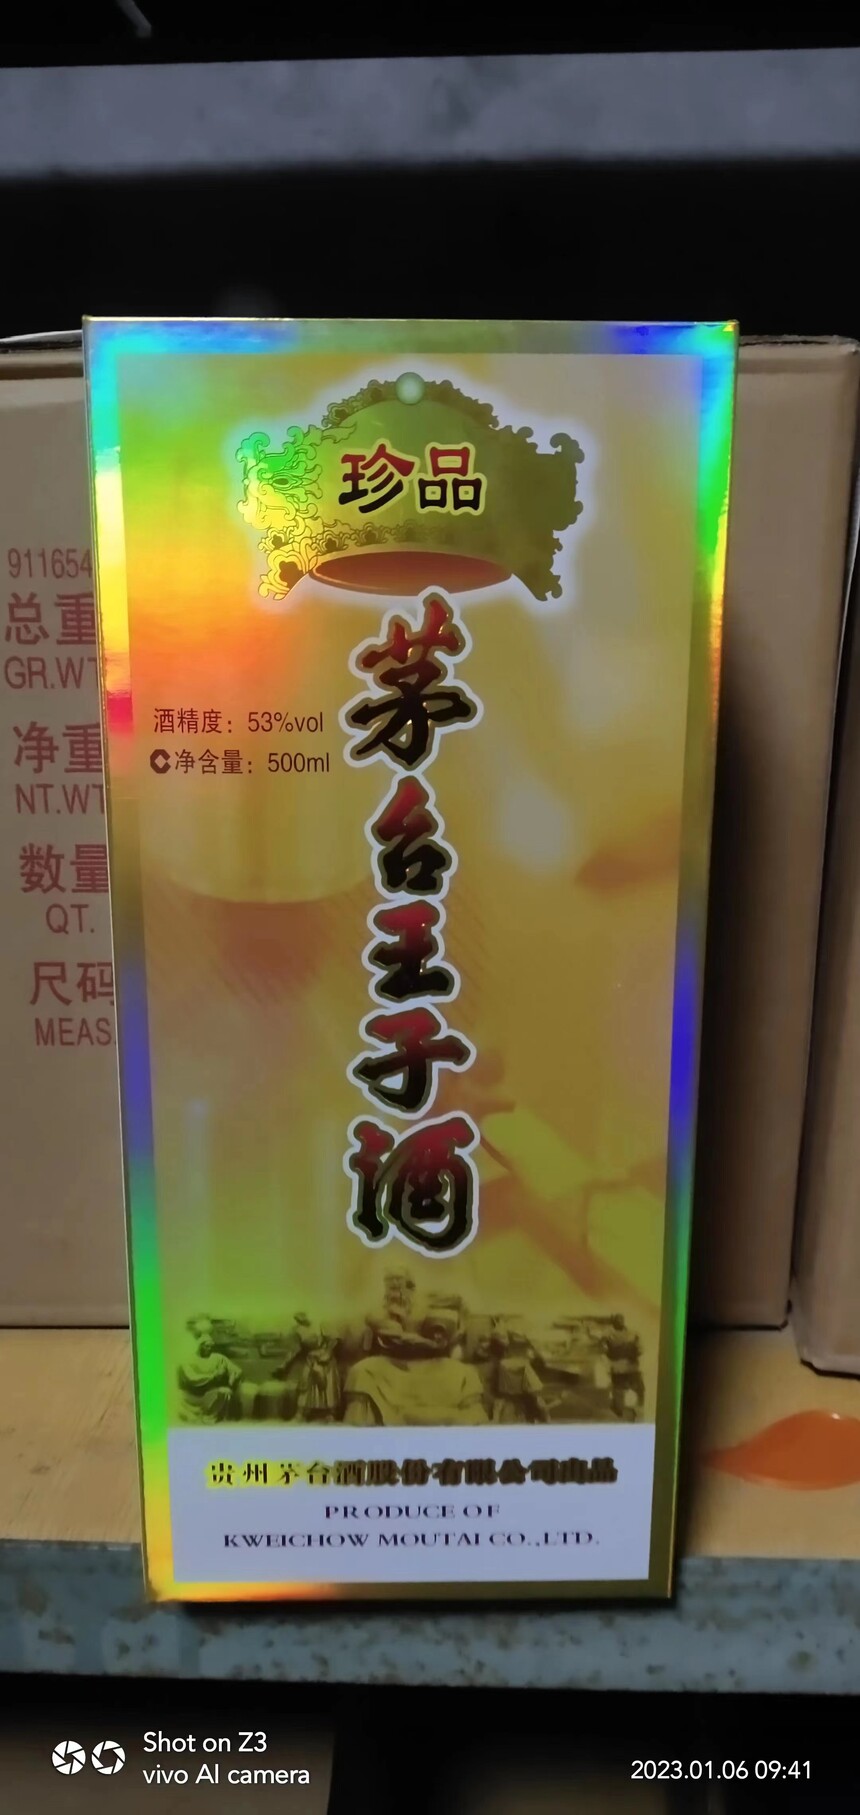 珍品
茅台王子酒
酒精度：53%vol
净含量：500ml
贵州茅台酒股份有限公司出品
PRODUCE OF
KWEICHOW MOUTAI CO.,LTD.
911654
总重
GR.WT
净重
NT.WT
数量
QT.
尺码
MEAS.
Shot on Z3
vivo AI camera
2023.01.06 09:41